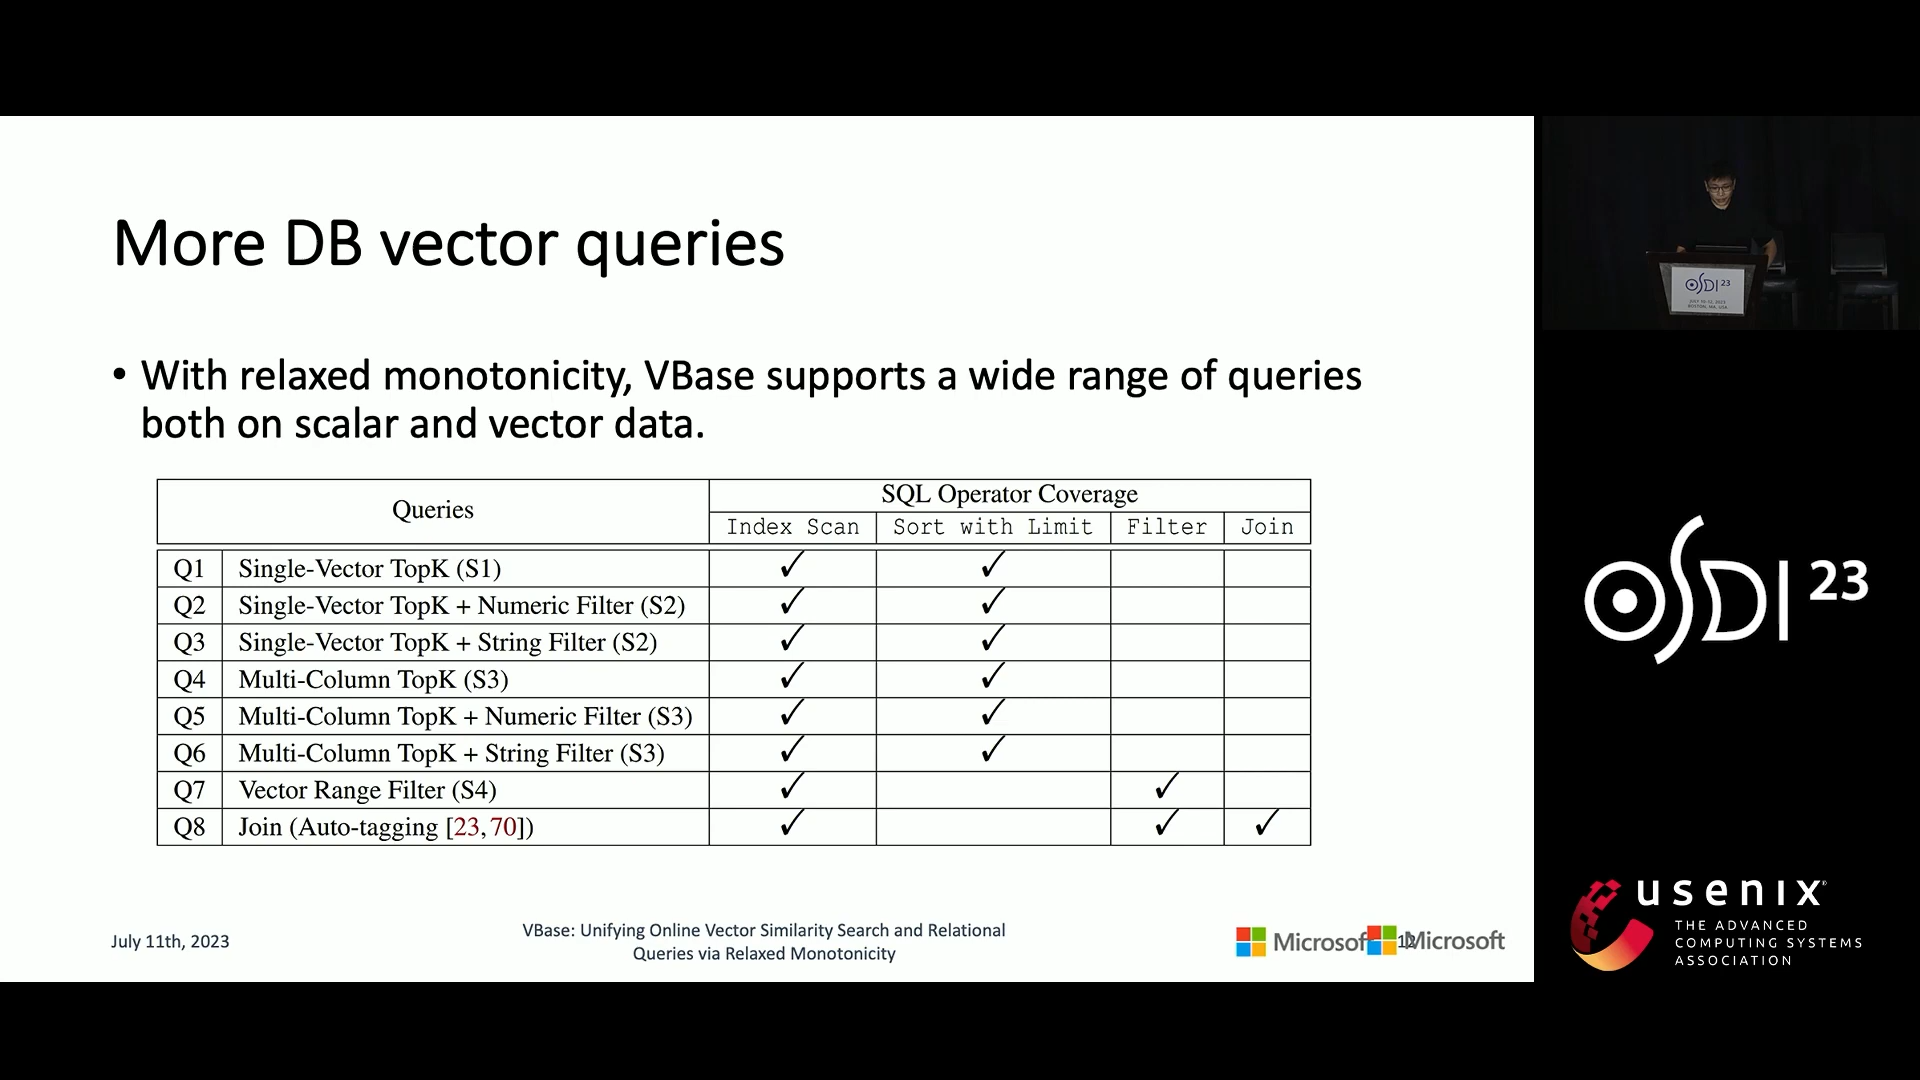 More DB vector queries
• With relaxed monotonicity, VBase supports a wide range of queries
both on scalar and vector data.
Queries
SQL Operator Coverage
Index Scan Sort with Limit Filter Join
Q1 Single-Vector TopK (S1) ✓ ✓
Q2 Single-Vector TopK + Numeric Filter (S2) ✓ ✓
Q3 Single-Vector TopK + String Filter (S2) ✓ ✓
Q4 Multi-Column TopK (S3) ✓ ✓
Q5 Multi-Column TopK + Numeric Filter (S3) ✓ ✓
Q6 Multi-Column TopK + String Filter (S3) ✓ ✓
Q7 Vector Range Filter (S4) ✓ ✓
Q8 Join (Auto-tagging [23, 70]) ✓ ✓ ✓
July 11th, 2023
VBase: Unifying Online Vector Similarity Search and Relational
Queries via Relaxed Monotonicity
Microsoft 12 Microsoft
OSDI 23
OSDI 23
usenix
THE ADVANCED
COMPUTING SYSTEMS
ASSOCIATION